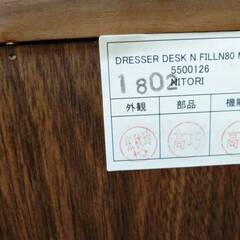 DRESSER DESK N FILLN80 M
5500126
1802 NITORI
外観 部品 機